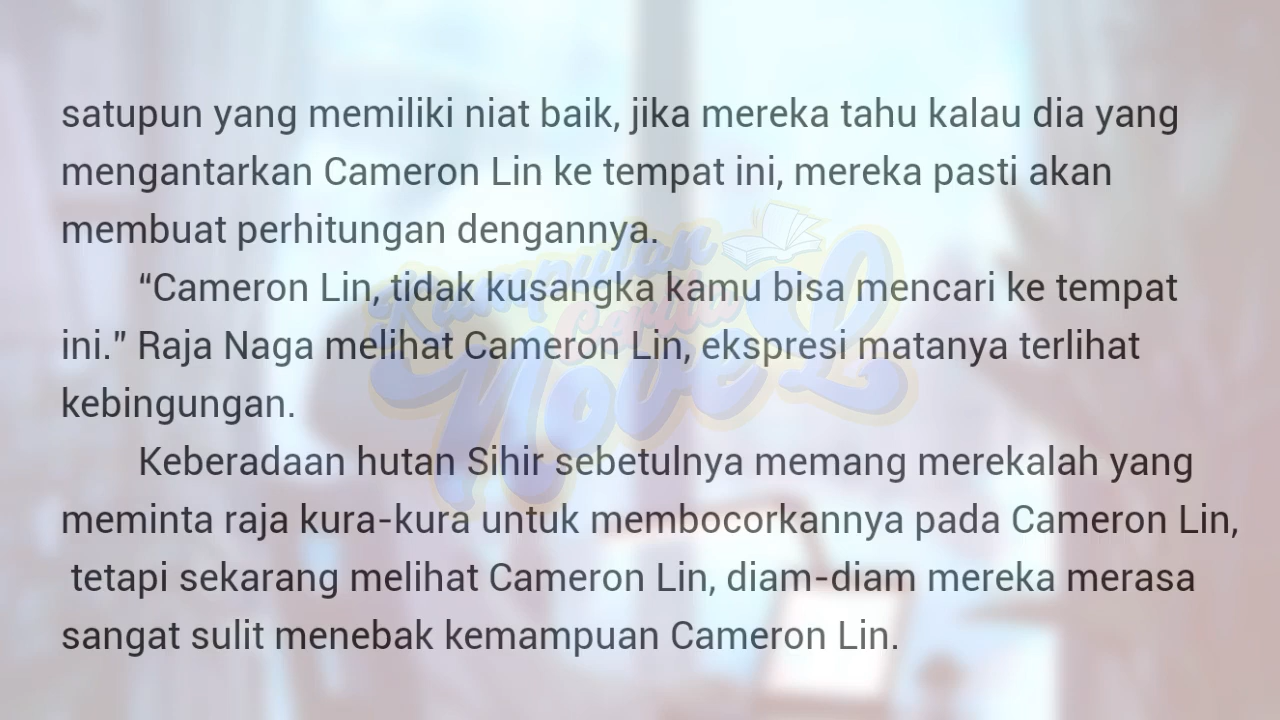 satupun yang memiliki niat baik, jika mereka tahu kalau dia yang
mengantarkan Cameron Lin ke tempat ini, mereka pasti akan
membuat perhitungan dengannya.
“Cameron Lin, tidak kusangka kamu bisa mencari ke tempat
ini.” Raja Naga melihat Cameron Lin, ekspresi matanya terlihat
kebingungan.
Keberadaan hutan Sihir sebetulnya memang merekalah yang
meminta raja kura-kura untuk membocorkannya pada Cameron Lin,
tetapi sekarang melihat Cameron Lin, diam-diam mereka merasa
sangat sulit menebak kemampuan Cameron Lin.
Kumpulan
Cerita
Novel